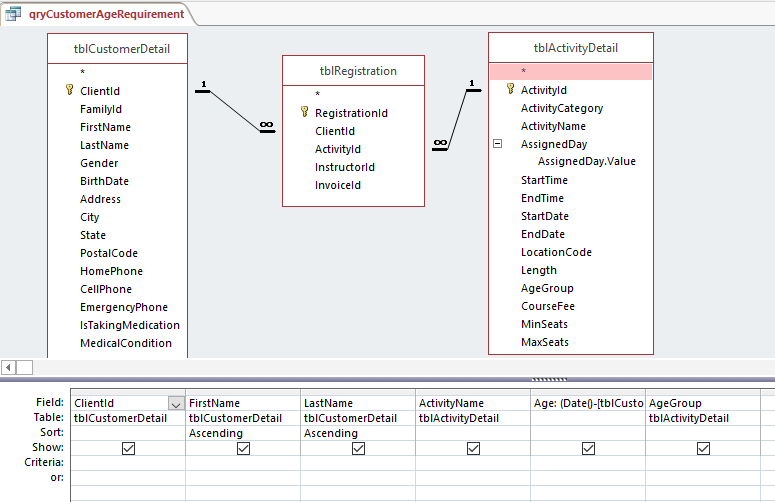 qryCustomerAgeRequirement
tblCustomerDetail
*
ClientId
FamilyId
FirstName
LastName
Gender
BirthDate
Address
City
State
PostalCode
HomePhone
CellPhone
EmergencyPhone
IsTakingMedication
MedicalCondition
1
∞
tblRegistration
*
RegistrationId
ClientId
ActivityId
InstructorId
InvoiceId
1
∞
tblActivityDetail
*
ActivityId
ActivityCategory
ActivityName
AssignedDay
AssignedDay.Value
StartTime
EndTime
StartDate
EndDate
LocationCode
Length
AgeGroup
CourseFee
MinSeats
MaxSeats
Field: ClientId FirstName LastName ActivityName Age: (Date()-[tblCusto AgeGroup
Table: tblCustomerDetail tblCustomerDetail tblCustomerDetail tblActivityDetail tblActivityDetail
Sort: Ascending Ascending
Show:
Criteria:
or: